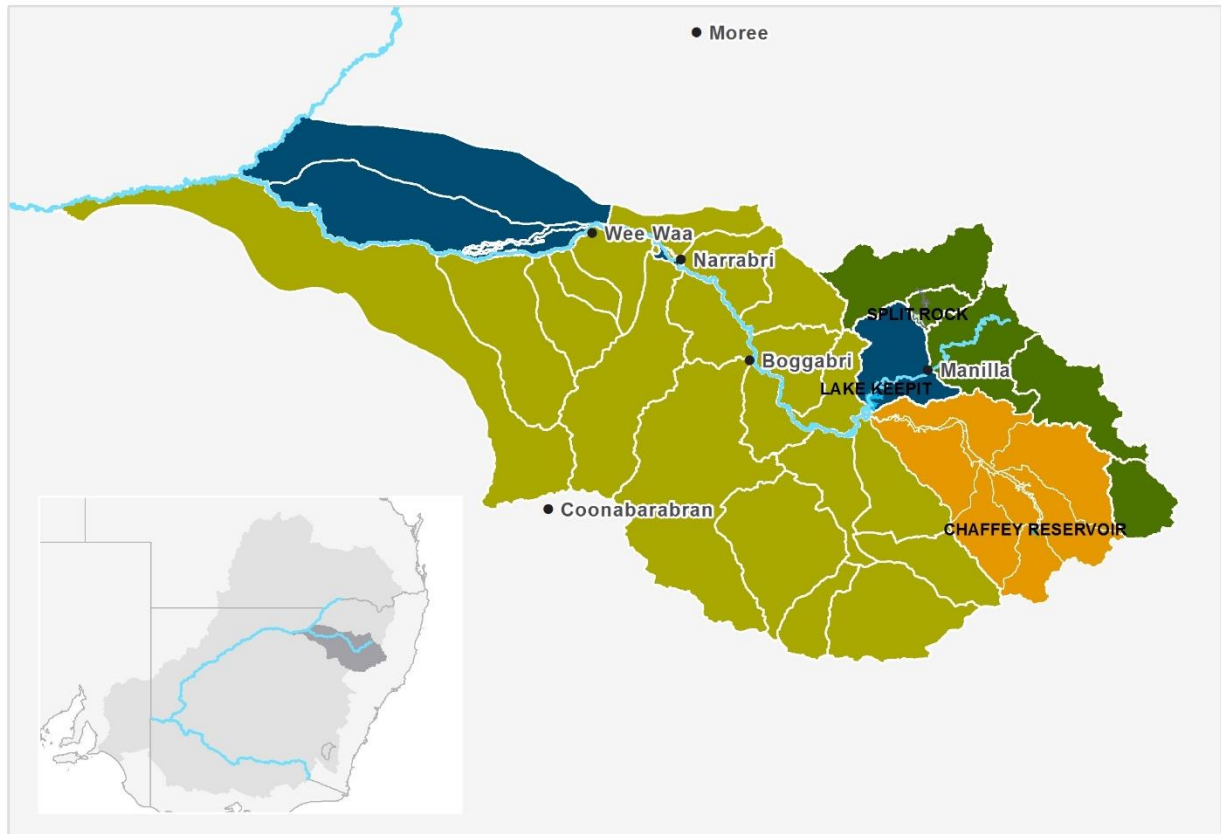 Moree
Wee Waa
Narrabri
SPLIT ROCK
Boggabri
Manilla
LAKE KEEPIT
Coonabarabran
CHAFFEY RESERVOIR